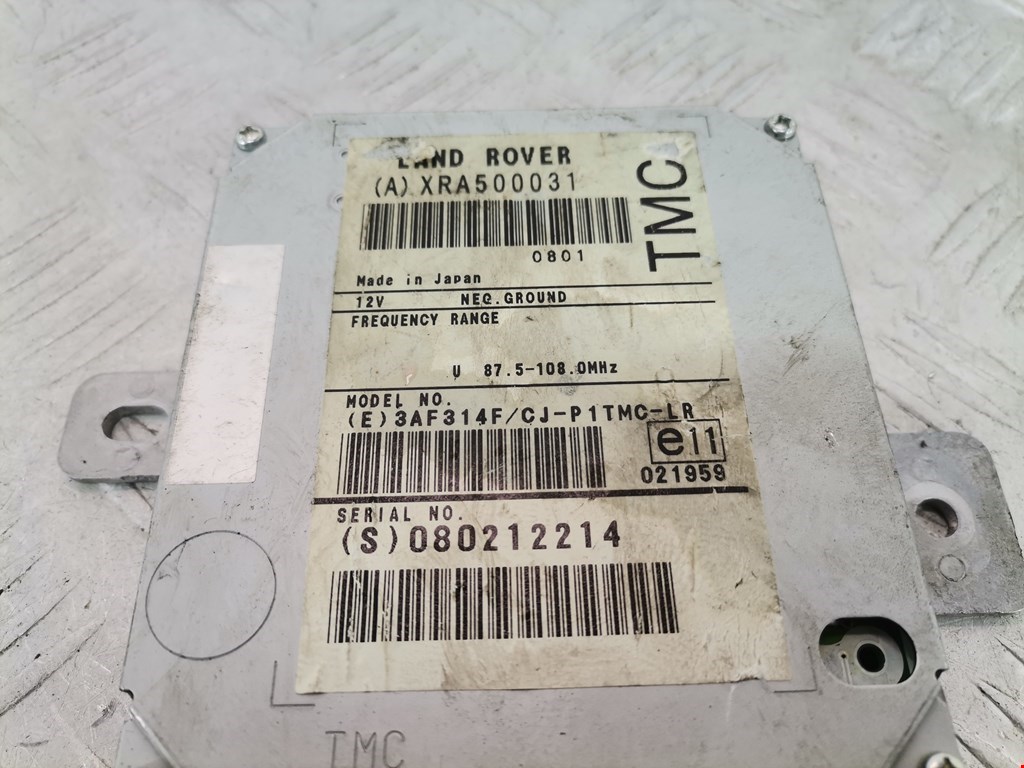 LAND ROVER
(A) XRA500031
TMC
0801
Made in Japan
12V NEQ.GROUND
FREQUENCY RANGE
U 87.5-108.0MHz
MODEL NO.
(E)3AF314F/CJ-P1TMC-LR
e11
021959
SERIAL NO.
(S)080212214
TMC